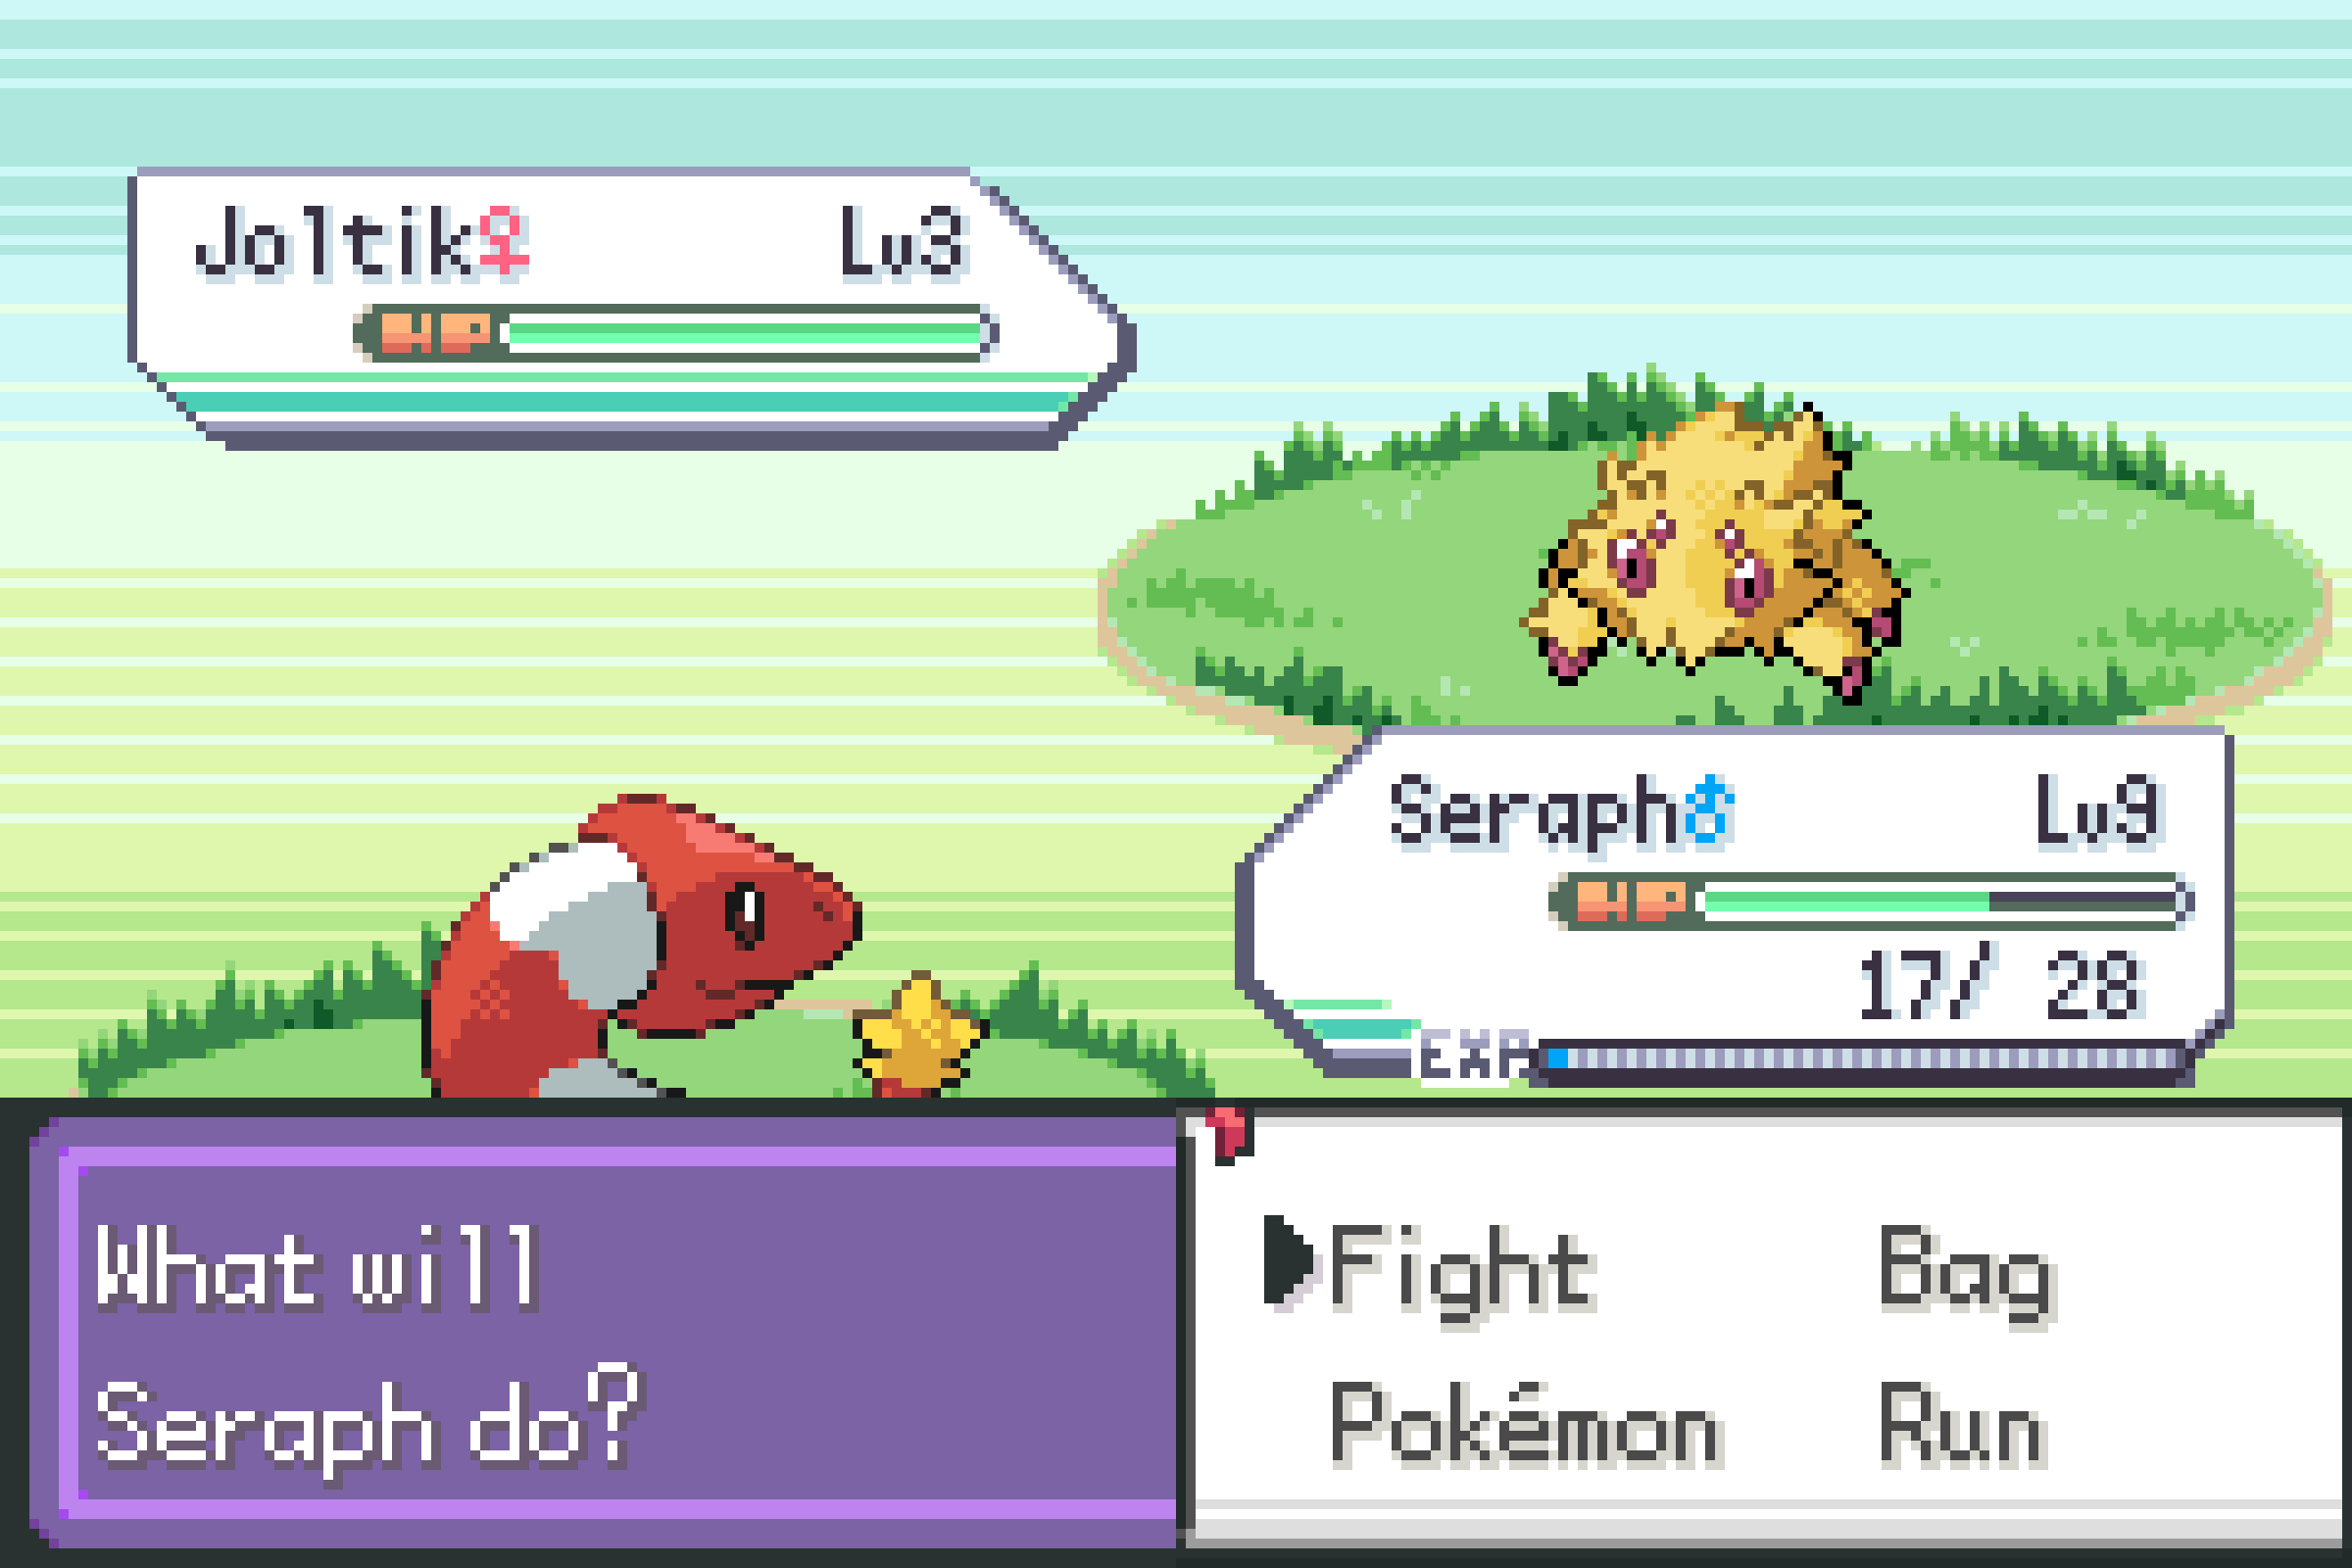 Joltik♀ Lv3
HP
Seraph♂ Lv9
HP
17/ 28
EXP
What will
Seraph do?
Fight Bag
Pokémon Run